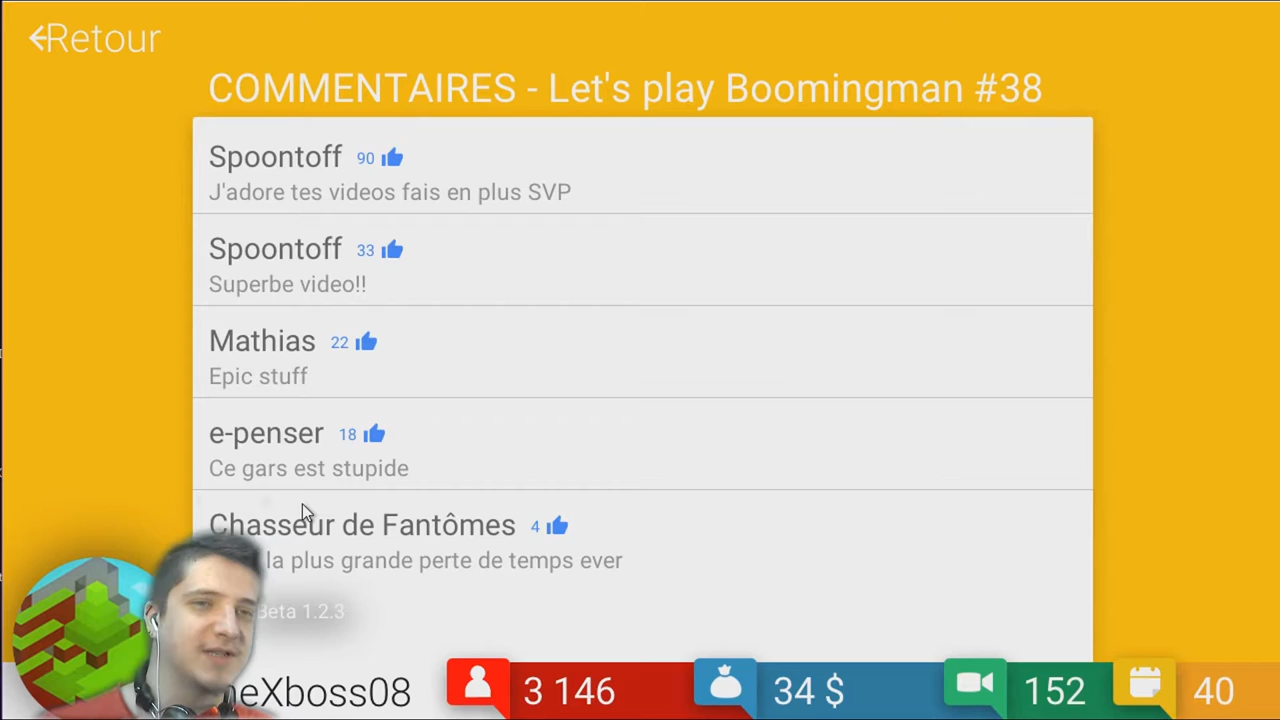 Retour
COMMENTAIRES - Let's play Boomingman #38
Spoontoff 90
J'adore tes videos fais en plus SVP
Spoontoff 33
Superbe video!!
Mathias 22
Epic stuff
e-penser 18
Ce gars est stupide
Chasseur de Fantômes 4
la plus grande perte de temps ever
Beta 1.2.3
neXboss08 3 146 34 $ 152 40